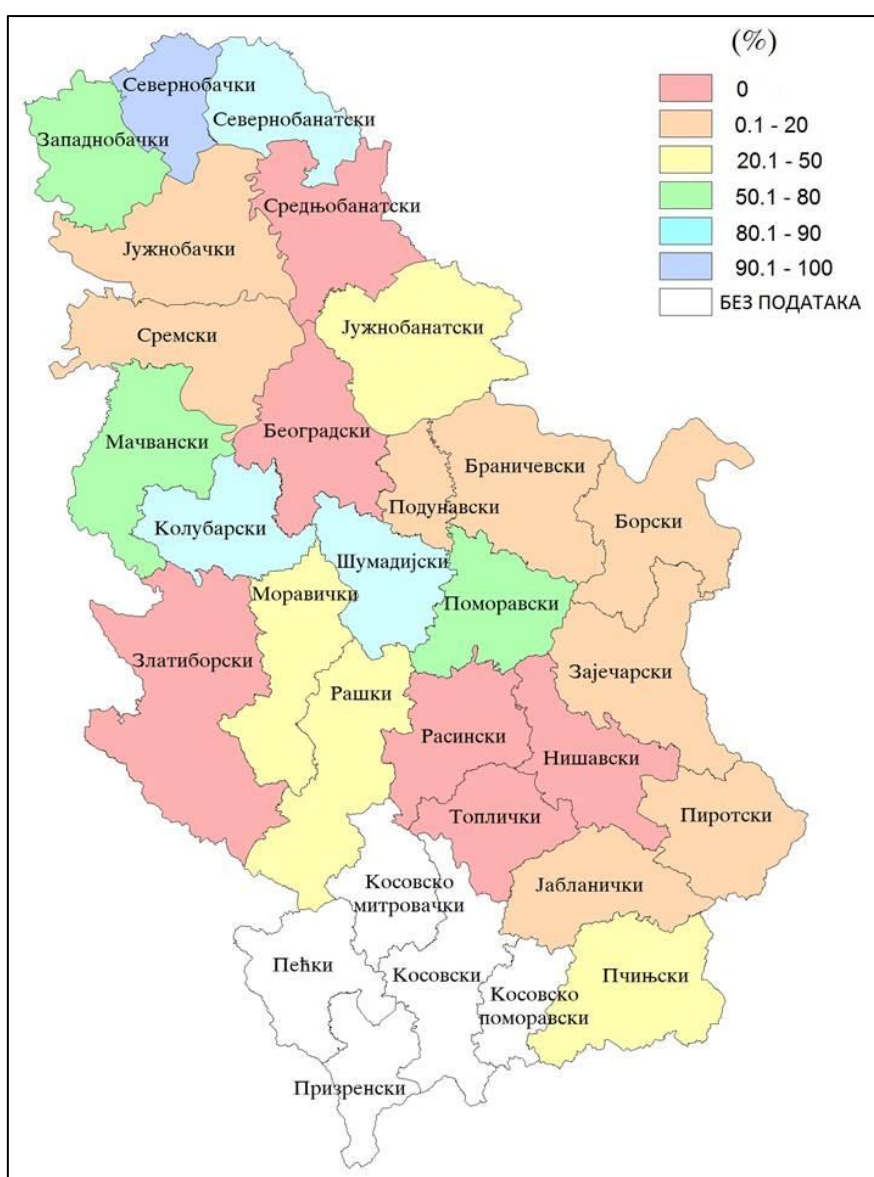 (%)
0
0.1 - 20
20.1 - 50
50.1 - 80
80.1 - 90
90.1 - 100
БЕЗ ПОДАТАКА
Севернобачки
Севернобанатски
Западнобачки
Средњобанатски
Јужнобачки
Јужнобанатски
Сремски
Београдски
Мачвански
Браничевски
Подунавски
Борски
Колубарски
Шумадијски
Моравички
Поморавски
Златиборски
Зајечарски
Рашки
Расински
Нишавски
Топлички
Пиротски
Јабланички
Косовско
митровачки
Пећки
Косовски
Пчињски
Косовско
поморавски
Призренски